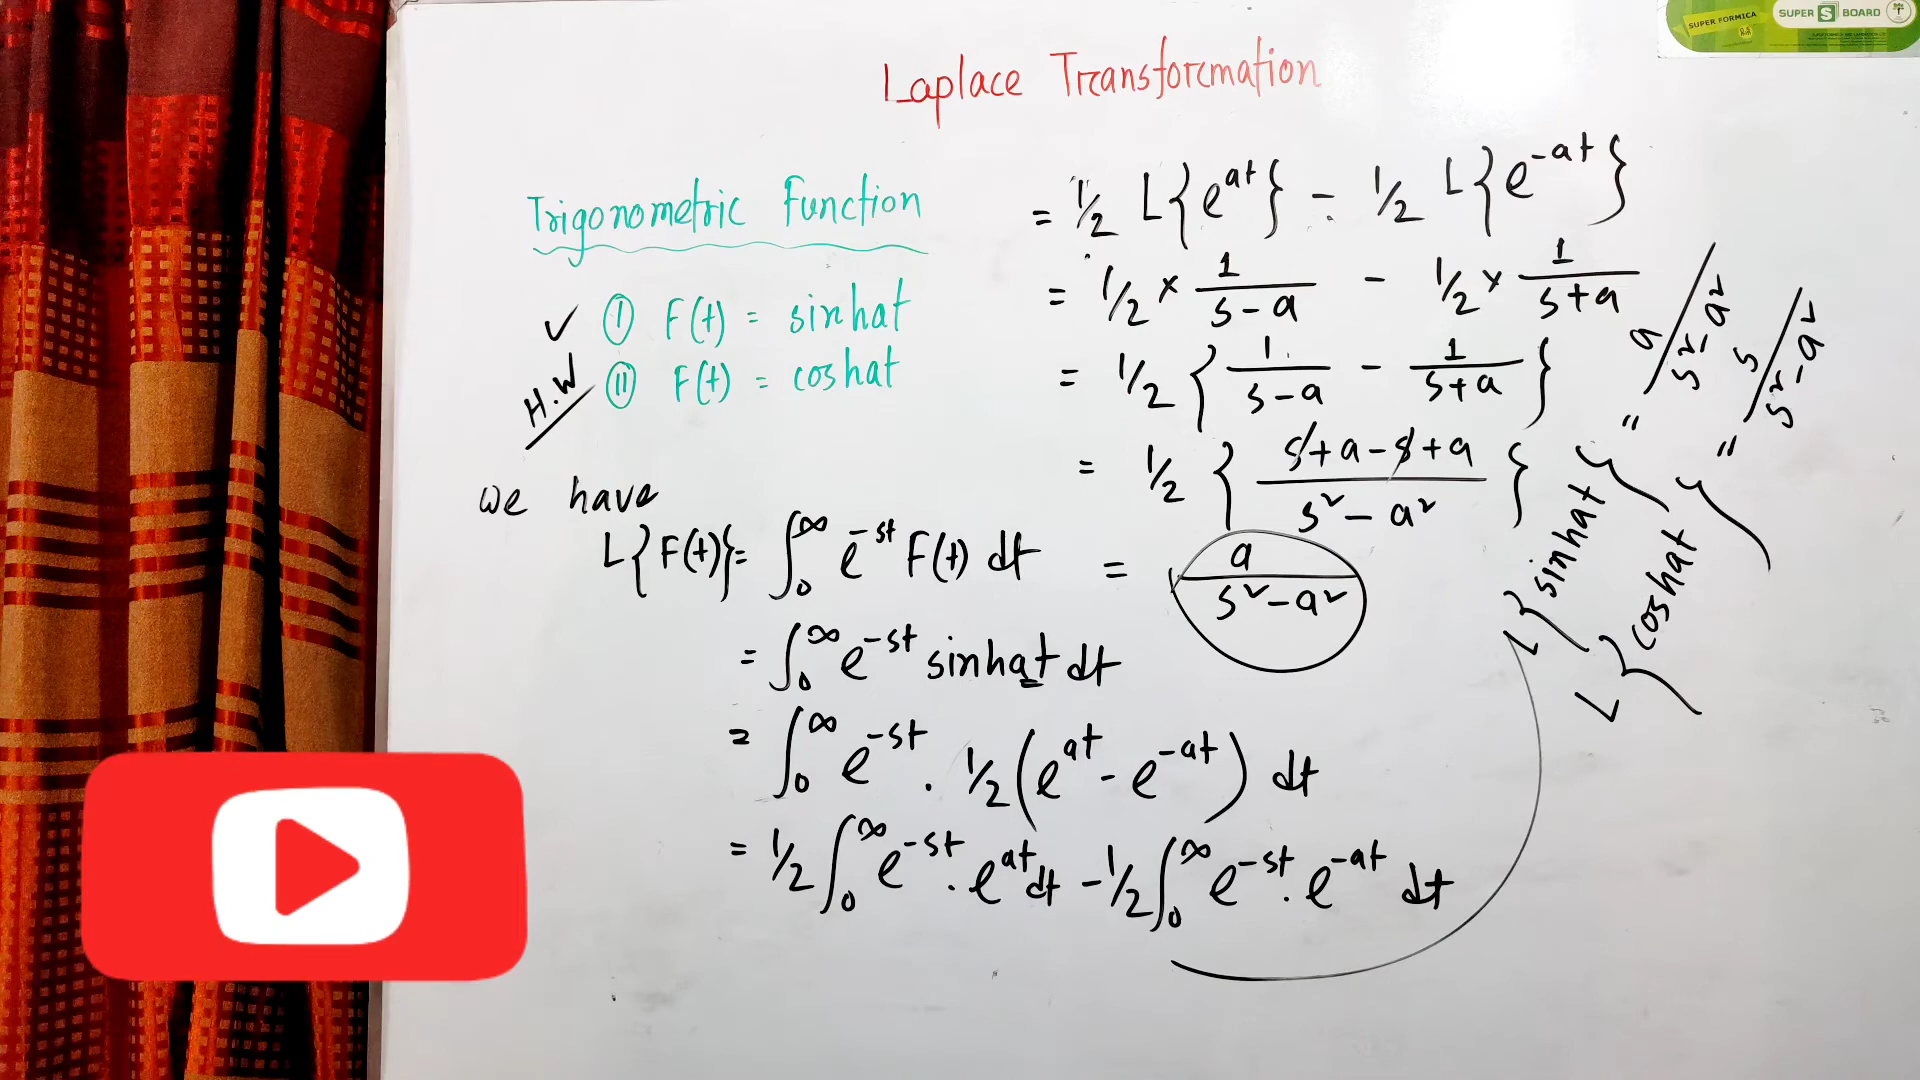 SUPER FORMICA
SUPER S BOARD
Laplace Transformation
Trigonometric Function
✓ (I) F(t) = sinhat
H.W (II) F(t) = coshat
we have
L{F(t)} = ∫₀^∞ e^-st F(t) dt
= ∫₀^∞ e^-st sinhat dt
= ∫₀^∞ e^-st . 1/2 (e^at - e^-at) dt
= 1/2 ∫₀^∞ e^-st . e^at dt - 1/2 ∫₀^∞ e^-st . e^-at dt
= 1/2 L{e^at} - 1/2 L{e^-at}
= 1/2 × 1/(s-a) - 1/2 × 1/(s+a)
= 1/2 { 1/(s-a) - 1/(s+a) }
= 1/2 { (s+a-s+a)/(s²-a²) }
= a/(s²-a²)
L{sinhat} = a/(s²-a²)
L{coshat} = s/(s²-a²)